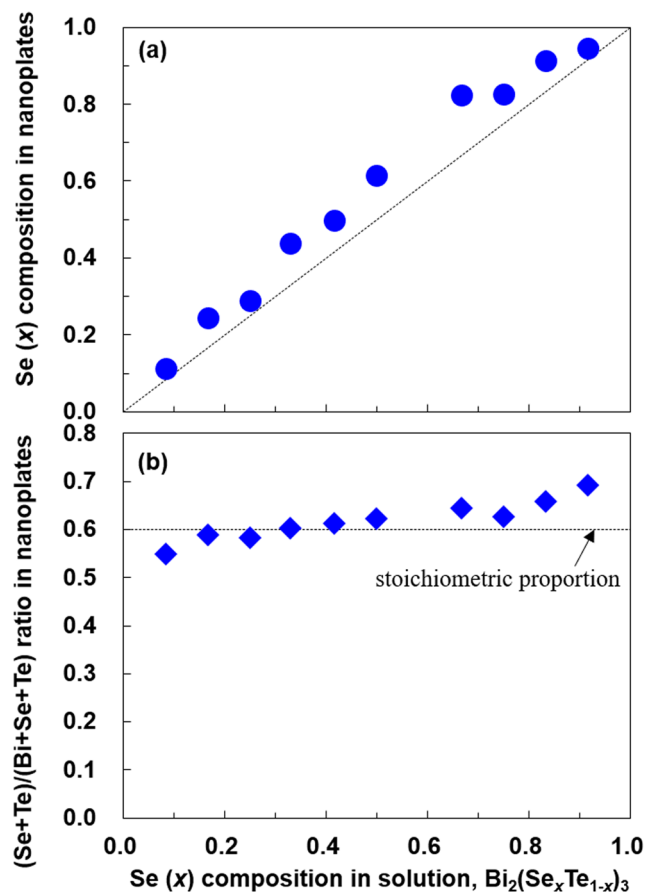 Se (x) composition in nanoplates
1.0
0.8
0.6
0.4
0.2
0.0
(a)
(Se+Te)/(Bi+Se+Te) ratio in nanoplates
0.8
0.7
0.6
0.5
0.4
0.3
0.2
0.1
0.0
(b)
stoichiometric proportion
0.0 0.2 0.4 0.6 0.8 1.0
Se (x) composition in solution, Bi₂(SeₓTe₁₋ₓ)₃